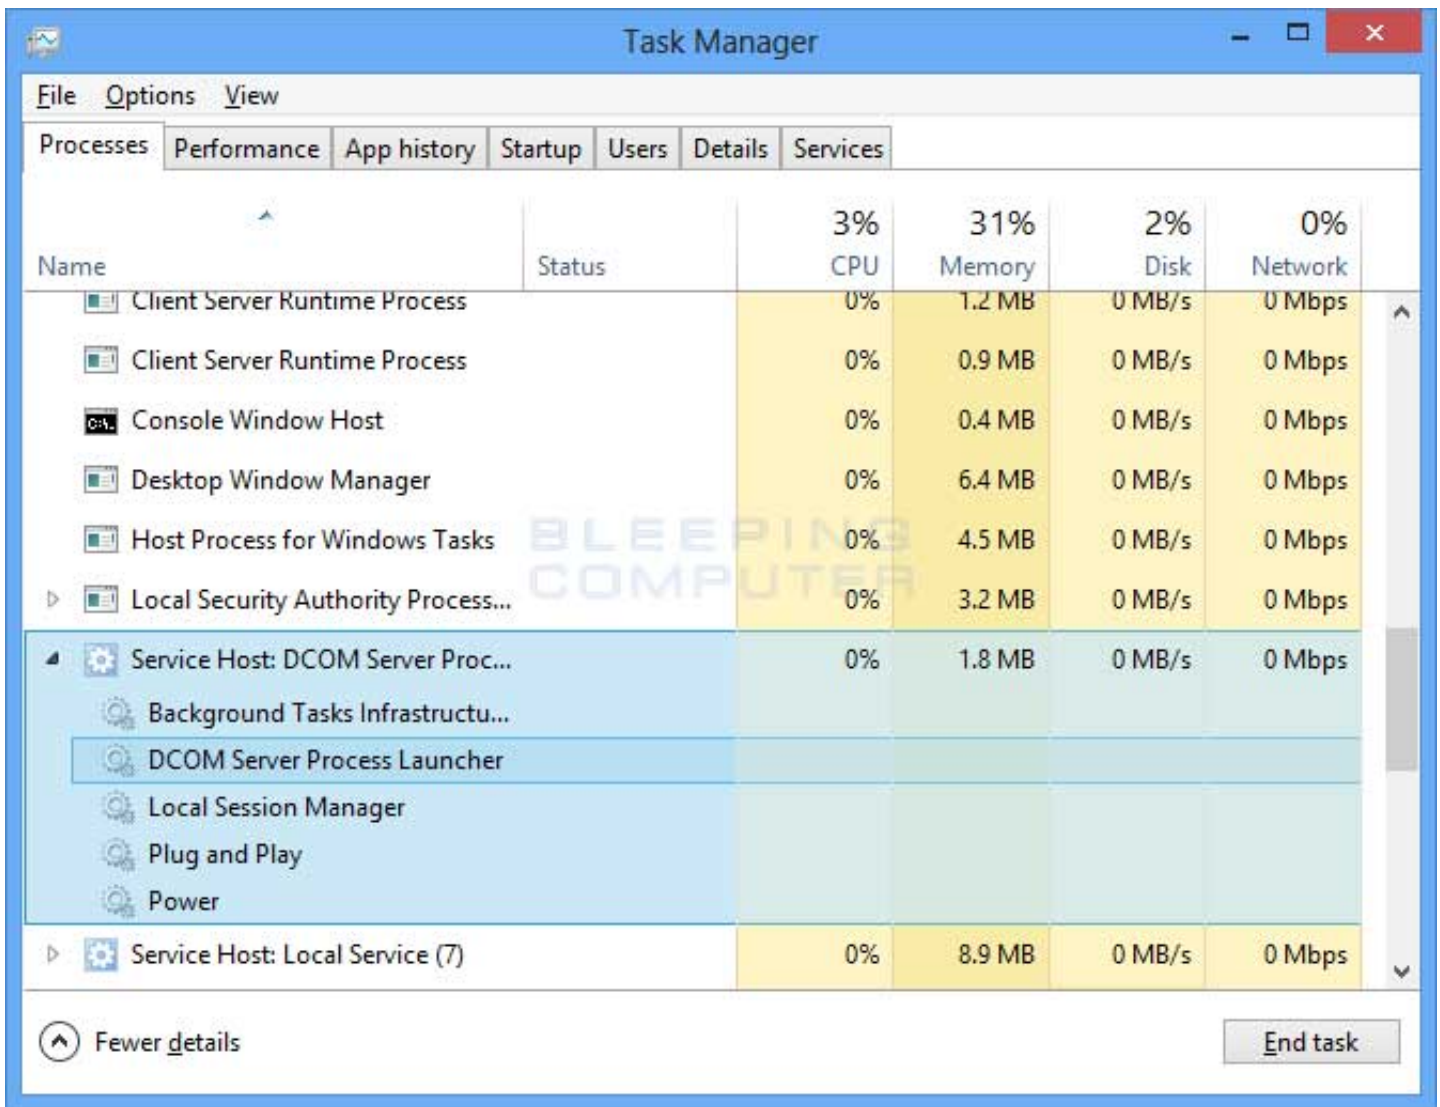 Task Manager
File Options View
Processes Performance App history Startup Users Details Services
3% 31% 2% 0%
Name Status CPU Memory Disk Network
Client Server Runtime Process 0% 1.2 MB 0 MB/s 0 Mbps
Client Server Runtime Process 0% 0.9 MB 0 MB/s 0 Mbps
C:\. Console Window Host 0% 0.4 MB 0 MB/s 0 Mbps
Desktop Window Manager 0% 6.4 MB 0 MB/s 0 Mbps
Host Process for Windows Tasks 0% 4.5 MB 0 MB/s 0 Mbps
BLEEPING
COMPUTER
Local Security Authority Process... 0% 3.2 MB 0 MB/s 0 Mbps
Service Host: DCOM Server Proc... 0% 1.8 MB 0 MB/s 0 Mbps
Background Tasks Infrastructu...
DCOM Server Process Launcher
Local Session Manager
Plug and Play
Power
Service Host: Local Service (7) 0% 8.9 MB 0 MB/s 0 Mbps
Fewer details End task